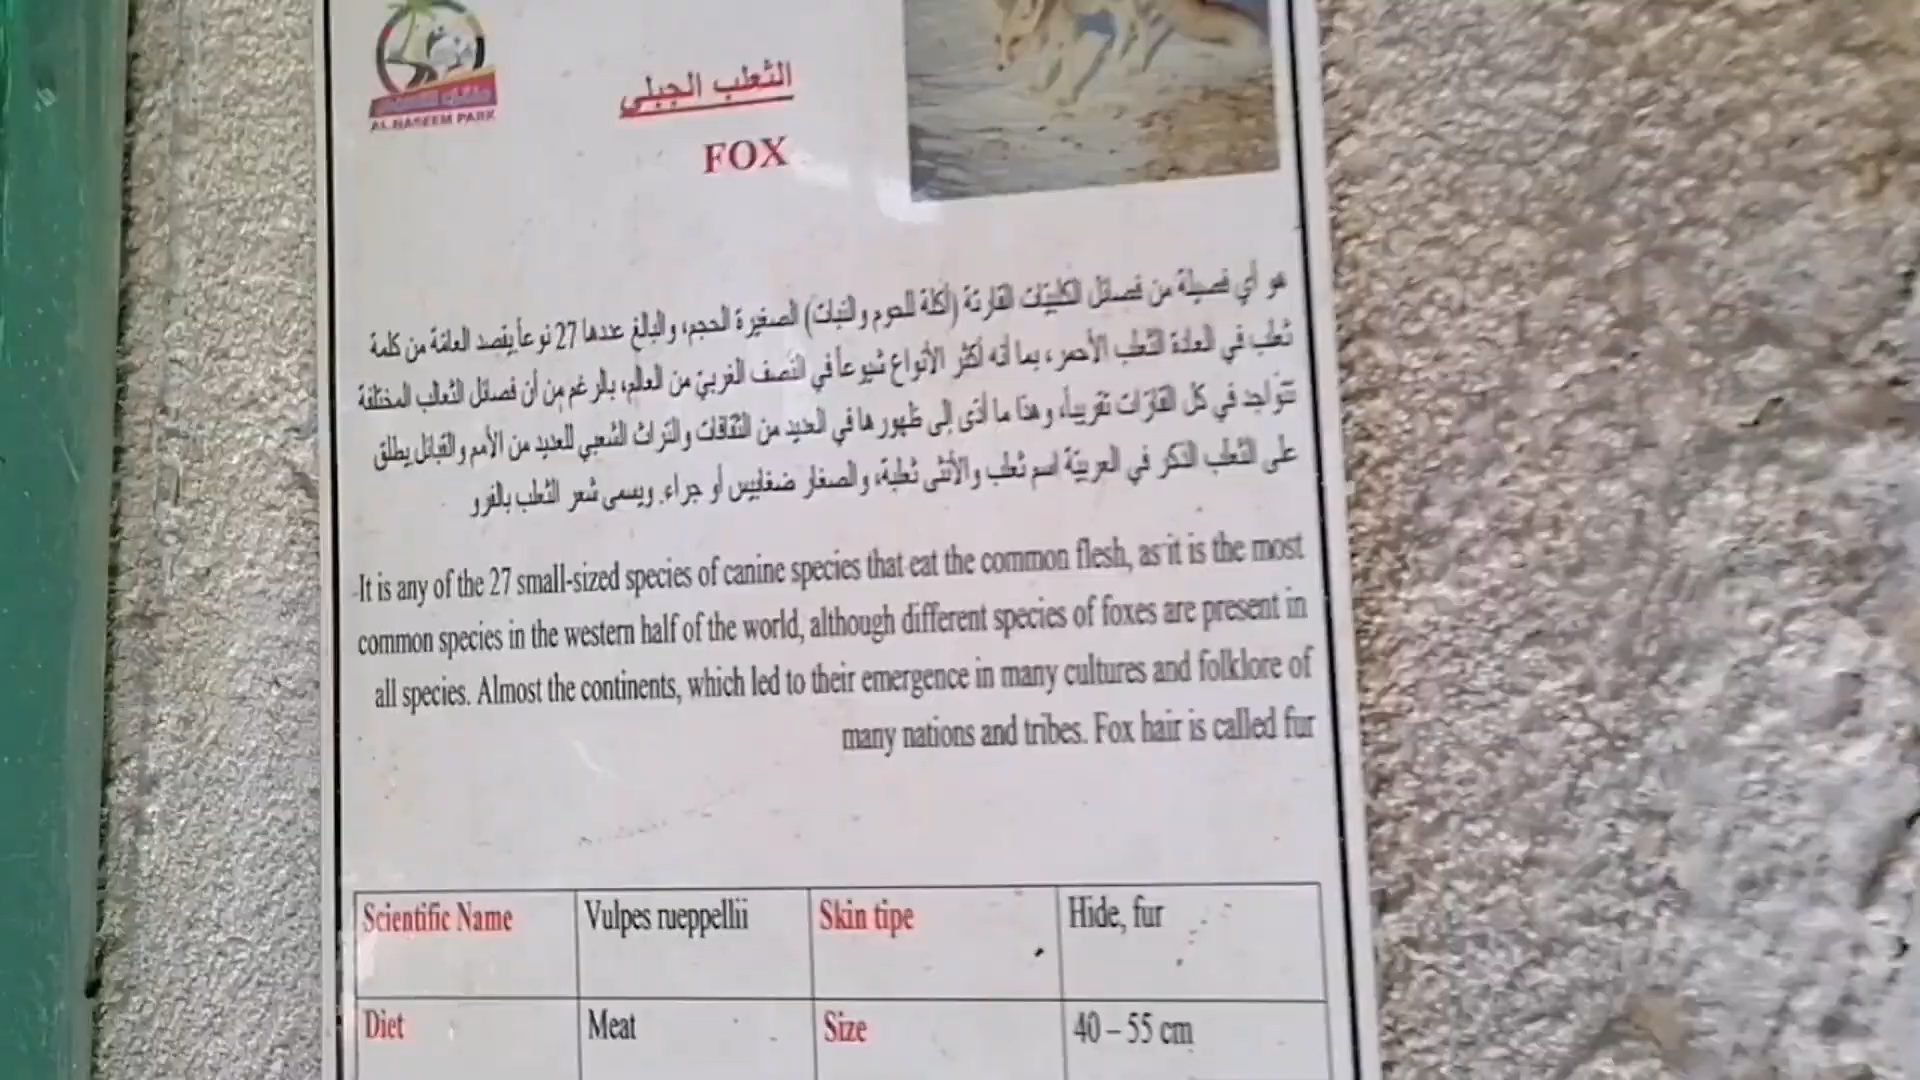 AL-NASEEM PARK
الثعلب الجبلي
FOX
هو أي فصيلة من فصائل الكلبيّات القارتة (أكلة للحوم والنبات) الصغيرة الحجم، والبالغ عددها 27 نوعاً يقصد العامّة من كلمة
ثعلب في العادة الثعلب الأحمر، بما أنه أكثر الأنواع شيوعاً في النصف الغربيّ من العالم، بالرغم من أن فصائل الثعالب المختلفة
تتواجد في كل القارّات تقريباً، وهذا ما أدّى إلى ظهورها في العديد من الثقافات والتراث الشعبي للعديد من الأمم والقبائل يطلق
على الثعلب الذكر في العربيّة اسم ثعلب والأنثى ثعلبة، والصغار ضغابيس أو جراء. ويسمى شعر الثعلب بالفرو
It is any of the 27 small-sized species of canine species that eat the common flesh, as it is the most
common species in the western half of the world, although different species of foxes are present in
all species. Almost the continents, which led to their emergence in many cultures and folklore of
many nations and tribes. Fox hair is called fur
Scientific Name Vulpes rueppellii Skin tipe Hide, fur
Diet Meat Size 40 – 55 cm